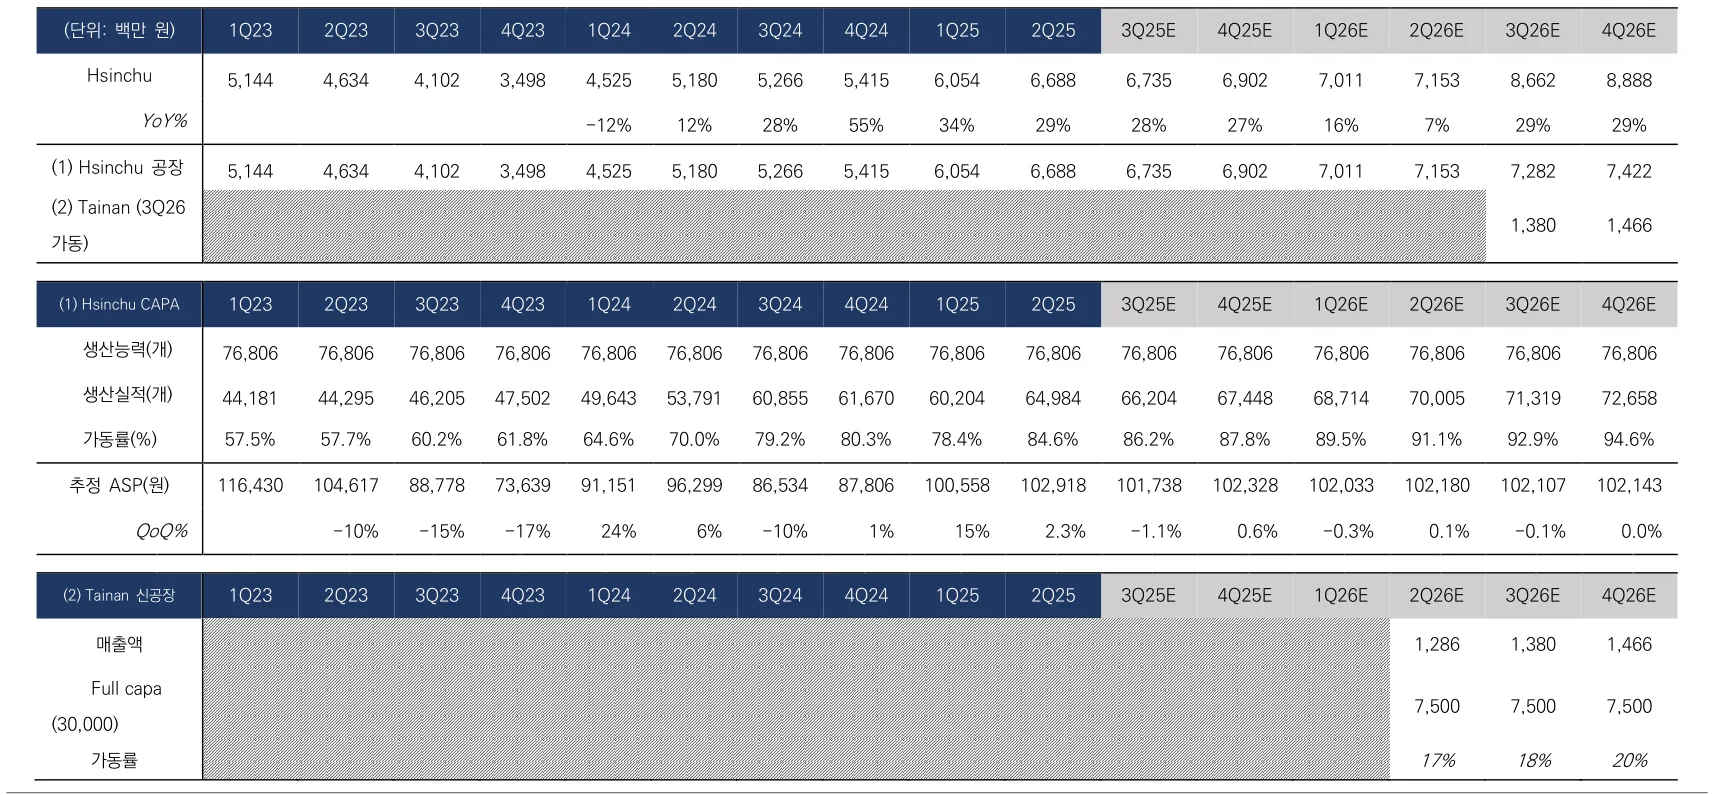 (단위: 백만 원) 1Q23 2Q23 3Q23 4Q23 1Q24 2Q24 3Q24 4Q24 1Q25 2Q25 3Q25E 4Q25E 1Q26E 2Q26E 3Q26E 4Q26E
Hsinchu 5,144 4,634 4,102 3,498 4,525 5,180 5,266 5,415 6,054 6,688 6,735 6,902 7,011 7,153 8,662 8,888
YoY% -12% 12% 28% 55% 34% 29% 28% 27% 16% 7% 29% 29%
(1) Hsinchu 공장 5,144 4,634 4,102 3,498 4,525 5,180 5,266 5,415 6,054 6,688 6,735 6,902 7,011 7,153 7,282 7,422
(2) Tainan (3Q26
가동) 1,380 1,466
(1) Hsinchu CAPA 1Q23 2Q23 3Q23 4Q23 1Q24 2Q24 3Q24 4Q24 1Q25 2Q25 3Q25E 4Q25E 1Q26E 2Q26E 3Q26E 4Q26E
생산능력(개) 76,806 76,806 76,806 76,806 76,806 76,806 76,806 76,806 76,806 76,806 76,806 76,806 76,806 76,806 76,806 76,806
생산실적(개) 44,181 44,295 46,205 47,502 49,643 53,791 60,855 61,670 60,204 64,984 66,204 67,448 68,714 70,005 71,319 72,658
가동률(%) 57.5% 57.7% 60.2% 61.8% 64.6% 70.0% 79.2% 80.3% 78.4% 84.6% 86.2% 87.8% 89.5% 91.1% 92.9% 94.6%
추정 ASP(원) 116,430 104,617 88,778 73,639 91,151 96,299 86,534 87,806 100,558 102,918 101,738 102,328 102,033 102,180 102,107 102,143
QoQ% -10% -15% -17% 24% 6% -10% 1% 15% 2.3% -1.1% 0.6% -0.3% 0.1% -0.1% 0.0%
(2) Tainan 신공장 1Q23 2Q23 3Q23 4Q23 1Q24 2Q24 3Q24 4Q24 1Q25 2Q25 3Q25E 4Q25E 1Q26E 2Q26E 3Q26E 4Q26E
매출액 1,286 1,380 1,466
Full capa
(30,000) 7,500 7,500 7,500
가동률 17% 18% 20%